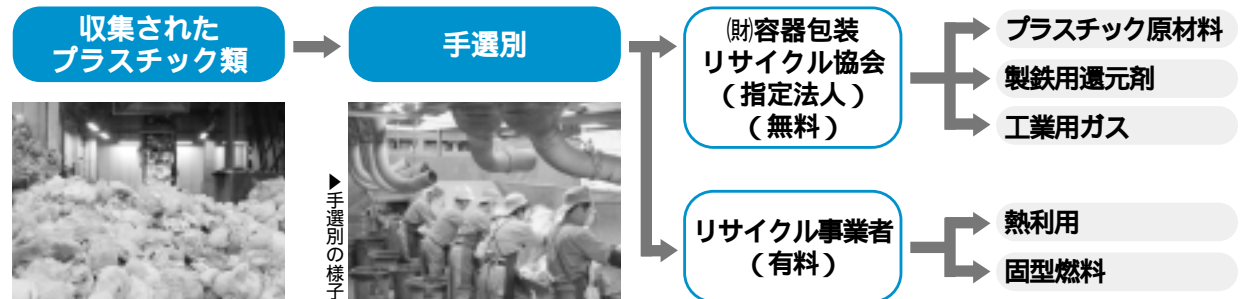 収集された
プラスチック類
手選別
▶手選別の様子
㈶容器包装
リサイクル協会
（指定法人）
（無料）
プラスチック原材料
製鉄用還元剤
工業用ガス
リサイクル事業者
（有料）
熱利用
固型燃料